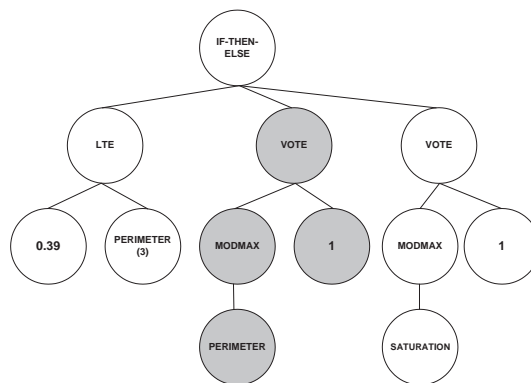 IF-THEN-
ELSE
LTE
VOTE
VOTE
0.39
PERIMETER
(3)
MODMAX
1
MODMAX
1
PERIMETER
SATURATION